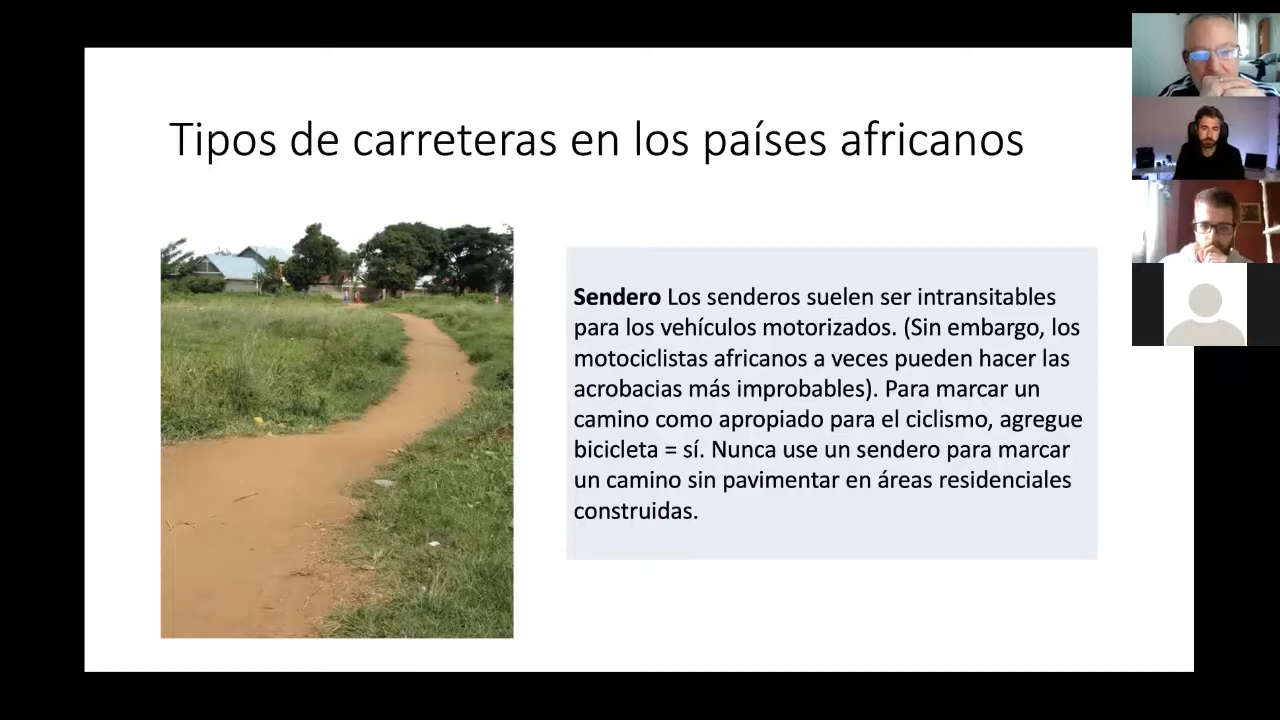 Tipos de carreteras en los países africanos
Sendero Los senderos suelen ser intransitables
para los vehículos motorizados. (Sin embargo, los
motociclistas africanos a veces pueden hacer las
acrobacias más improbables). Para marcar un
camino como apropiado para el ciclismo, agregue
bicicleta = sí. Nunca use un sendero para marcar
un camino sin pavimentar en áreas residenciales
construidas.